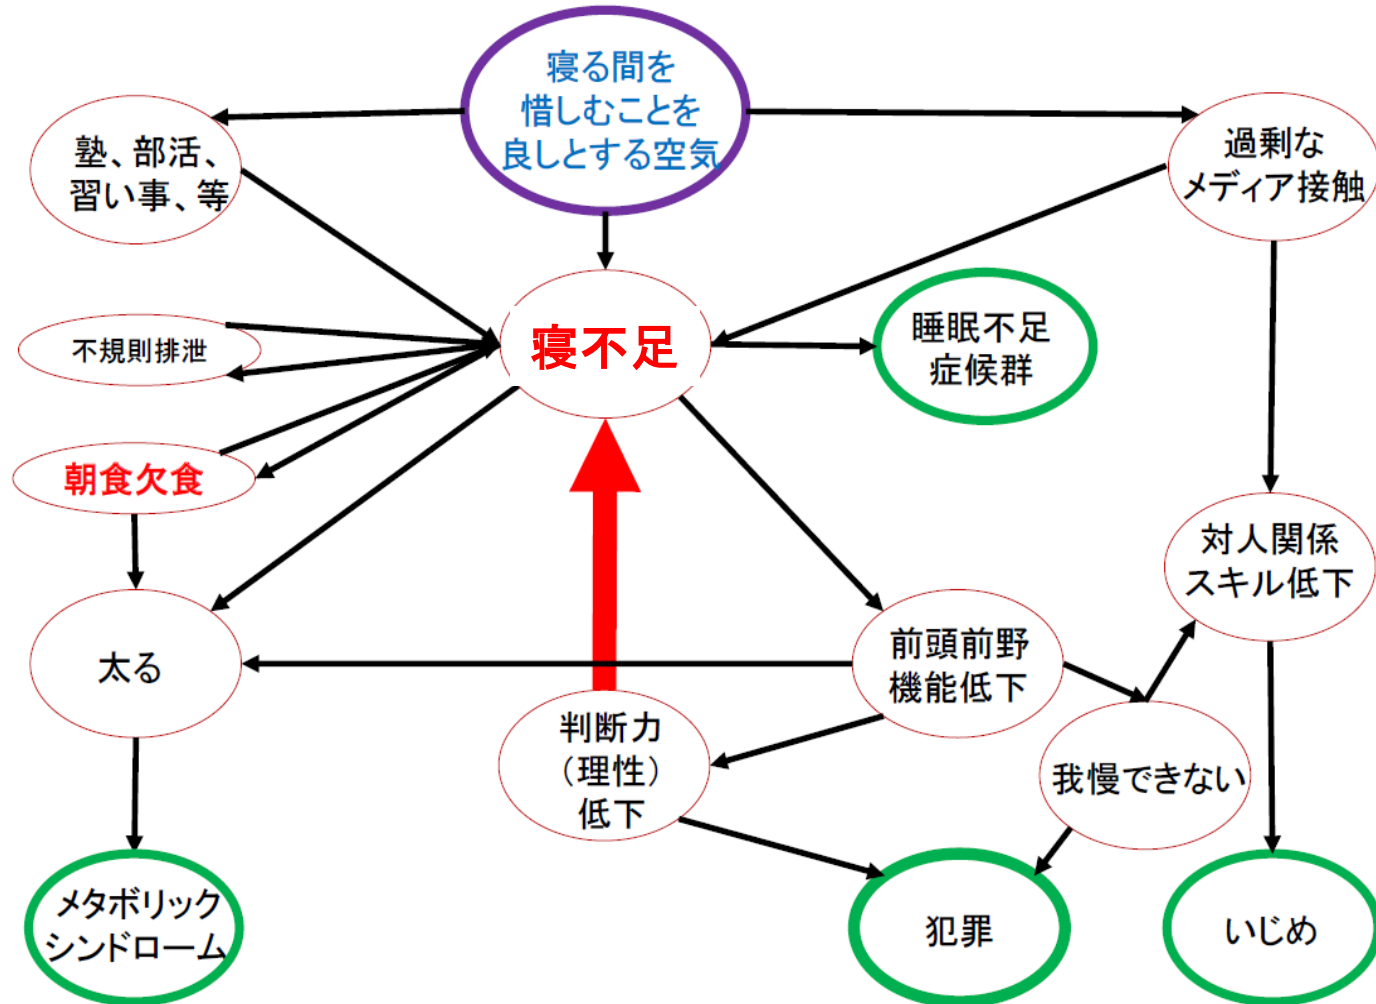 寝る間を
惜しむことを
良しとする空気
塾、部活、
習い事、等
過剰な
メディア接触
不規則排泄
寝不足
睡眠不足
症候群
朝食欠食
対人関係
スキル低下
太る
前頭前野
機能低下
判断力
（理性）
低下
我慢できない
メタボリック
シンドローム
犯罪
いじめ